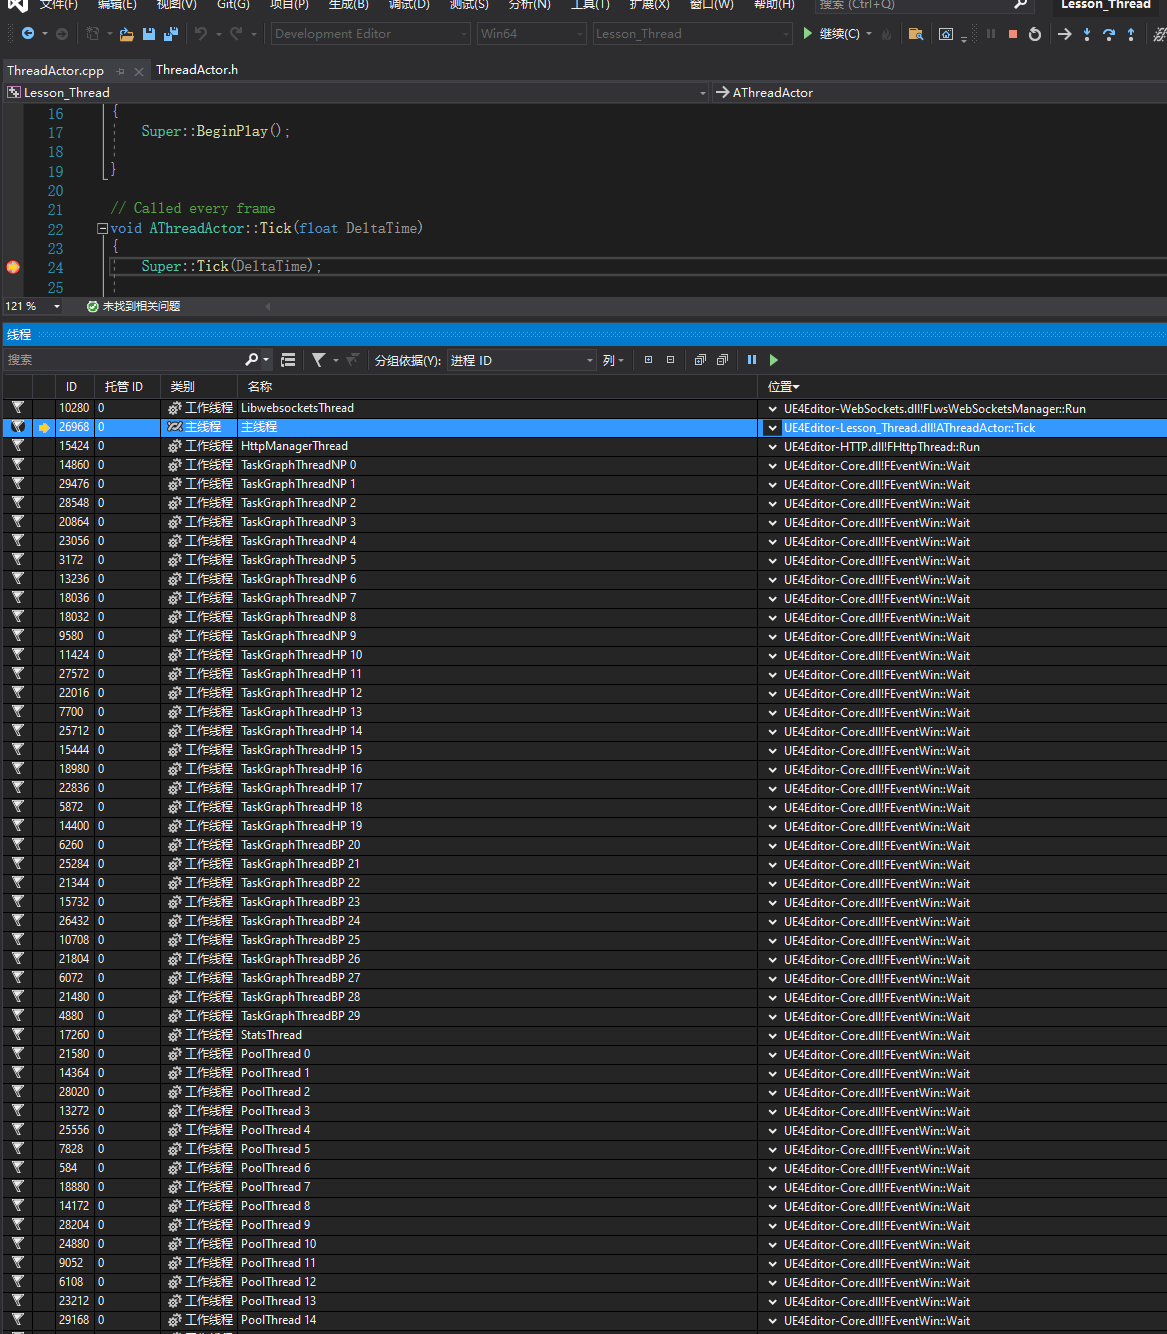 文件(F) 编辑(E) 视图(V) Git(G) 项目(P) 生成(B) 调试(D) 测试(S) 分析(N) 工具(T) 扩展(X) 窗口(W) 帮助(H) 搜索 (Ctrl+Q) Lesson_Thread
Development Editor Win64 Lesson_Thread 继续(C)
ThreadActor.cpp ThreadActor.h
Lesson_Thread AThreadActor
16 {
17 Super::BeginPlay();
18
19 }
20
21 // Called every frame
22 void AThreadActor::Tick(float DeltaTime)
23 {
24 Super::Tick(DeltaTime);
25
121 % 未找到相关问题
线程
搜索 分组依据(Y): 进程 ID 列
ID 托管 ID 类别 名称 位置
10280 0 工作线程 LibwebsocketsThread UE4Editor-WebSockets.dll!FLwsWebSocketsManager::Run
26968 0 主线程 主线程 UE4Editor-Lesson_Thread.dll!AThreadActor::Tick
15424 0 工作线程 HttpManagerThread UE4Editor-HTTP.dll!FHttpThread::Run
14860 0 工作线程 TaskGraphThreadNP 0 UE4Editor-Core.dll!FEventWin::Wait
29476 0 工作线程 TaskGraphThreadNP 1 UE4Editor-Core.dll!FEventWin::Wait
28548 0 工作线程 TaskGraphThreadNP 2 UE4Editor-Core.dll!FEventWin::Wait
20864 0 工作线程 TaskGraphThreadNP 3 UE4Editor-Core.dll!FEventWin::Wait
23056 0 工作线程 TaskGraphThreadNP 4 UE4Editor-Core.dll!FEventWin::Wait
3172 0 工作线程 TaskGraphThreadNP 5 UE4Editor-Core.dll!FEventWin::Wait
13236 0 工作线程 TaskGraphThreadNP 6 UE4Editor-Core.dll!FEventWin::Wait
18036 0 工作线程 TaskGraphThreadNP 7 UE4Editor-Core.dll!FEventWin::Wait
18032 0 工作线程 TaskGraphThreadNP 8 UE4Editor-Core.dll!FEventWin::Wait
9580 0 工作线程 TaskGraphThreadNP 9 UE4Editor-Core.dll!FEventWin::Wait
11424 0 工作线程 TaskGraphThreadHP 10 UE4Editor-Core.dll!FEventWin::Wait
27572 0 工作线程 TaskGraphThreadHP 11 UE4Editor-Core.dll!FEventWin::Wait
22016 0 工作线程 TaskGraphThreadHP 12 UE4Editor-Core.dll!FEventWin::Wait
7700 0 工作线程 TaskGraphThreadHP 13 UE4Editor-Core.dll!FEventWin::Wait
25712 0 工作线程 TaskGraphThreadHP 14 UE4Editor-Core.dll!FEventWin::Wait
15444 0 工作线程 TaskGraphThreadHP 15 UE4Editor-Core.dll!FEventWin::Wait
18980 0 工作线程 TaskGraphThreadHP 16 UE4Editor-Core.dll!FEventWin::Wait
22836 0 工作线程 TaskGraphThreadHP 17 UE4Editor-Core.dll!FEventWin::Wait
5872 0 工作线程 TaskGraphThreadHP 18 UE4Editor-Core.dll!FEventWin::Wait
14400 0 工作线程 TaskGraphThreadHP 19 UE4Editor-Core.dll!FEventWin::Wait
6260 0 工作线程 TaskGraphThreadBP 20 UE4Editor-Core.dll!FEventWin::Wait
25284 0 工作线程 TaskGraphThreadBP 21 UE4Editor-Core.dll!FEventWin::Wait
21344 0 工作线程 TaskGraphThreadBP 22 UE4Editor-Core.dll!FEventWin::Wait
15732 0 工作线程 TaskGraphThreadBP 23 UE4Editor-Core.dll!FEventWin::Wait
26432 0 工作线程 TaskGraphThreadBP 24 UE4Editor-Core.dll!FEventWin::Wait
10708 0 工作线程 TaskGraphThreadBP 25 UE4Editor-Core.dll!FEventWin::Wait
21804 0 工作线程 TaskGraphThreadBP 26 UE4Editor-Core.dll!FEventWin::Wait
6072 0 工作线程 TaskGraphThreadBP 27 UE4Editor-Core.dll!FEventWin::Wait
21480 0 工作线程 TaskGraphThreadBP 28 UE4Editor-Core.dll!FEventWin::Wait
4880 0 工作线程 TaskGraphThreadBP 29 UE4Editor-Core.dll!FEventWin::Wait
17260 0 工作线程 StatsThread UE4Editor-Core.dll!FEventWin::Wait
21580 0 工作线程 PoolThread 0 UE4Editor-Core.dll!FEventWin::Wait
14364 0 工作线程 PoolThread 1 UE4Editor-Core.dll!FEventWin::Wait
28020 0 工作线程 PoolThread 2 UE4Editor-Core.dll!FEventWin::Wait
13272 0 工作线程 PoolThread 3 UE4Editor-Core.dll!FEventWin::Wait
25556 0 工作线程 PoolThread 4 UE4Editor-Core.dll!FEventWin::Wait
7828 0 工作线程 PoolThread 5 UE4Editor-Core.dll!FEventWin::Wait
584 0 工作线程 PoolThread 6 UE4Editor-Core.dll!FEventWin::Wait
18880 0 工作线程 PoolThread 7 UE4Editor-Core.dll!FEventWin::Wait
14172 0 工作线程 PoolThread 8 UE4Editor-Core.dll!FEventWin::Wait
28204 0 工作线程 PoolThread 9 UE4Editor-Core.dll!FEventWin::Wait
24880 0 工作线程 PoolThread 10 UE4Editor-Core.dll!FEventWin::Wait
9052 0 工作线程 PoolThread 11 UE4Editor-Core.dll!FEventWin::Wait
6108 0 工作线程 PoolThread 12 UE4Editor-Core.dll!FEventWin::Wait
23212 0 工作线程 PoolThread 13 UE4Editor-Core.dll!FEventWin::Wait
29168 0 工作线程 PoolThread 14 UE4Editor-Core.dll!FEventWin::Wait